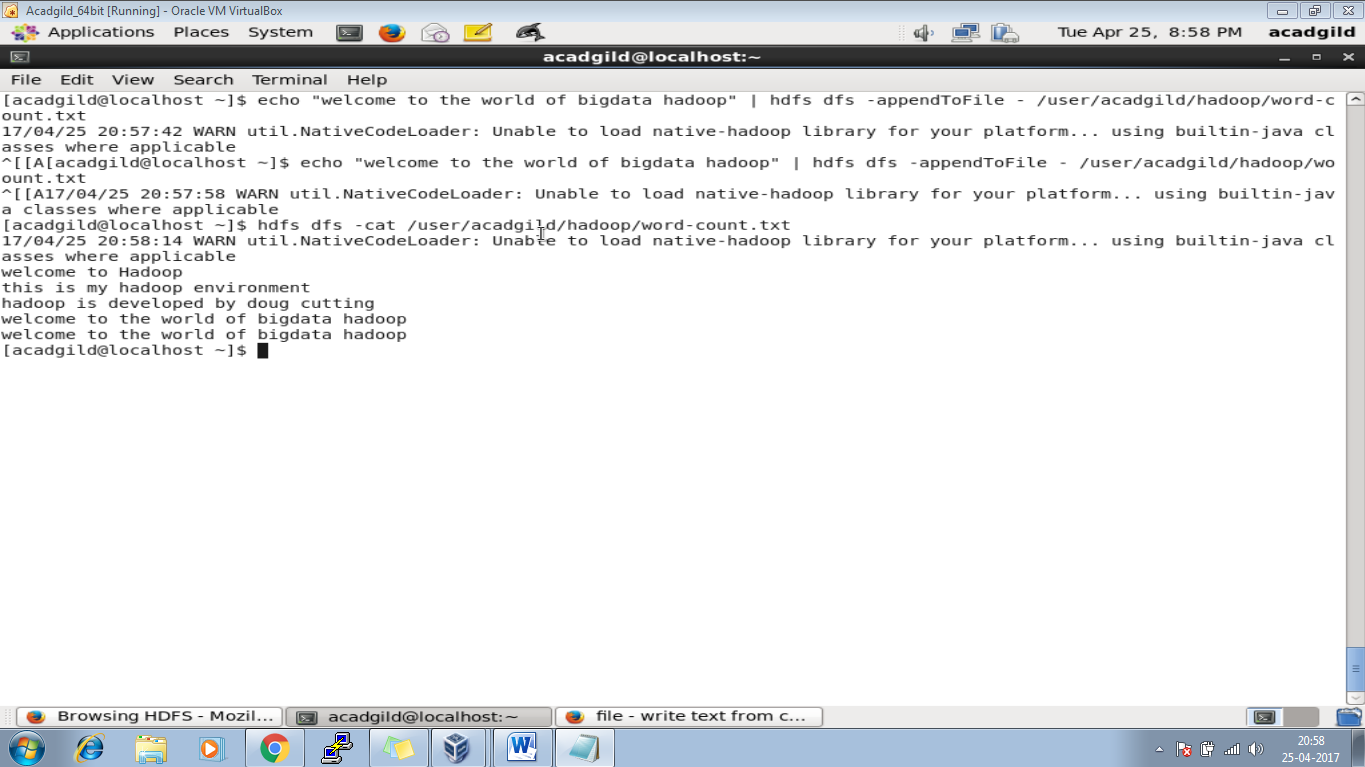 Acadgild_64bit [Running] - Oracle VM VirtualBox
Applications Places System Tue Apr 25, 8:58 PM acadgild
acadgild@localhost:~
File Edit View Search Terminal Help
[acadgild@localhost ~]$ echo "welcome to the world of bigdata hadoop" | hdfs dfs -appendToFile - /user/acadgild/hadoop/word-c
ount.txt
17/04/25 20:57:42 WARN util.NativeCodeLoader: Unable to load native-hadoop library for your platform... using builtin-java cl
asses where applicable
^[[A[acadgild@localhost ~]$ echo "welcome to the world of bigdata hadoop" | hdfs dfs -appendToFile - /user/acadgild/hadoop/wo
ount.txt
^[[A17/04/25 20:57:58 WARN util.NativeCodeLoader: Unable to load native-hadoop library for your platform... using builtin-jav
a classes where applicable
[acadgild@localhost ~]$ hdfs dfs -cat /user/acadgild/hadoop/word-count.txt
17/04/25 20:58:14 WARN util.NativeCodeLoader: Unable to load native-hadoop library for your platform... using builtin-java cl
asses where applicable
welcome to Hadoop
this is my hadoop environment
hadoop is developed by doug cutting
welcome to the world of bigdata hadoop
welcome to the world of bigdata hadoop
[acadgild@localhost ~]$
Browsing HDFS - Mozil... acadgild@localhost:~ file - write text from c...
20:58
25-04-2017